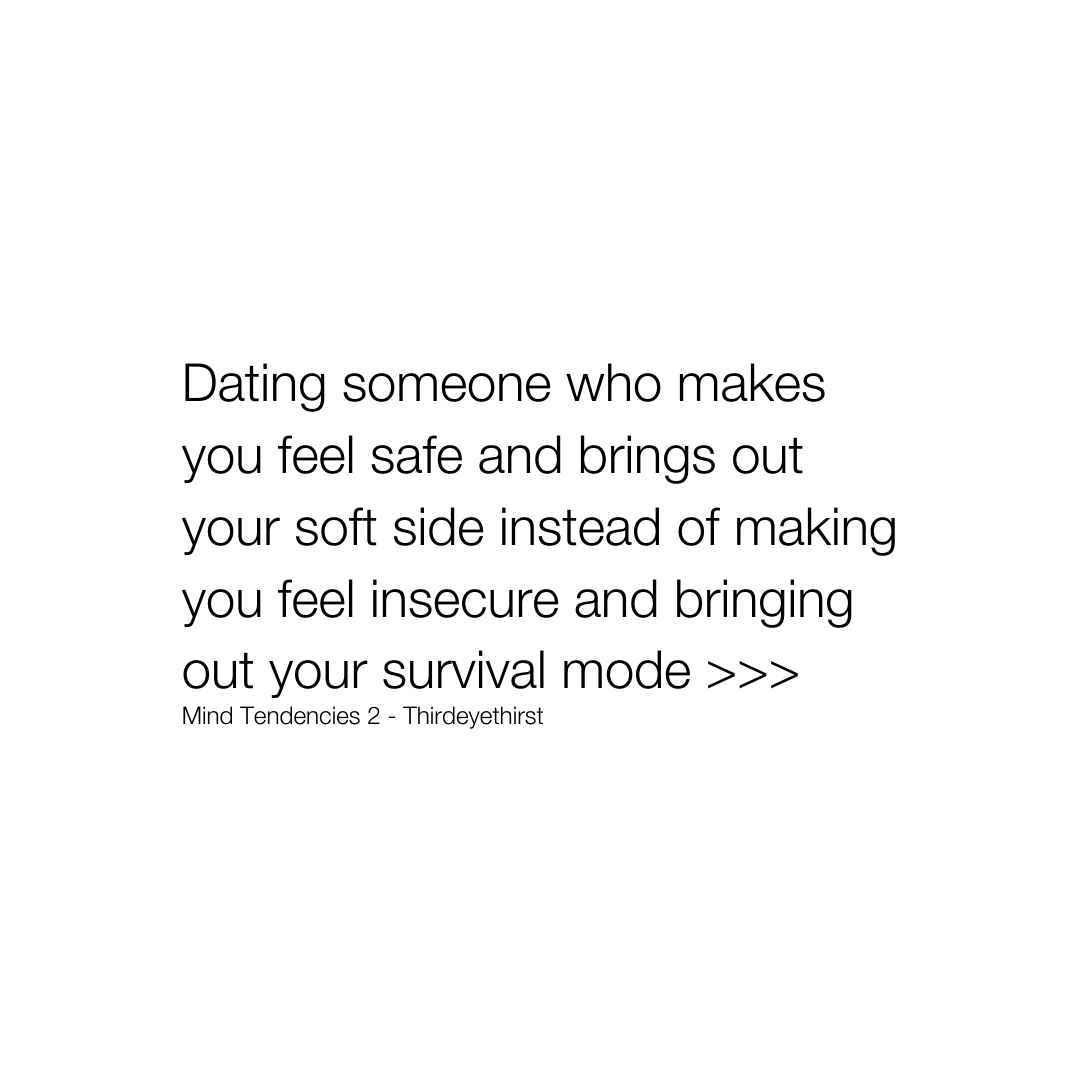 Dating someone who makes
you feel safe and brings out
your soft side instead of making
you feel insecure and bringing
out your survival mode >>>
Mind Tendencies 2 - Thirdeyethirst